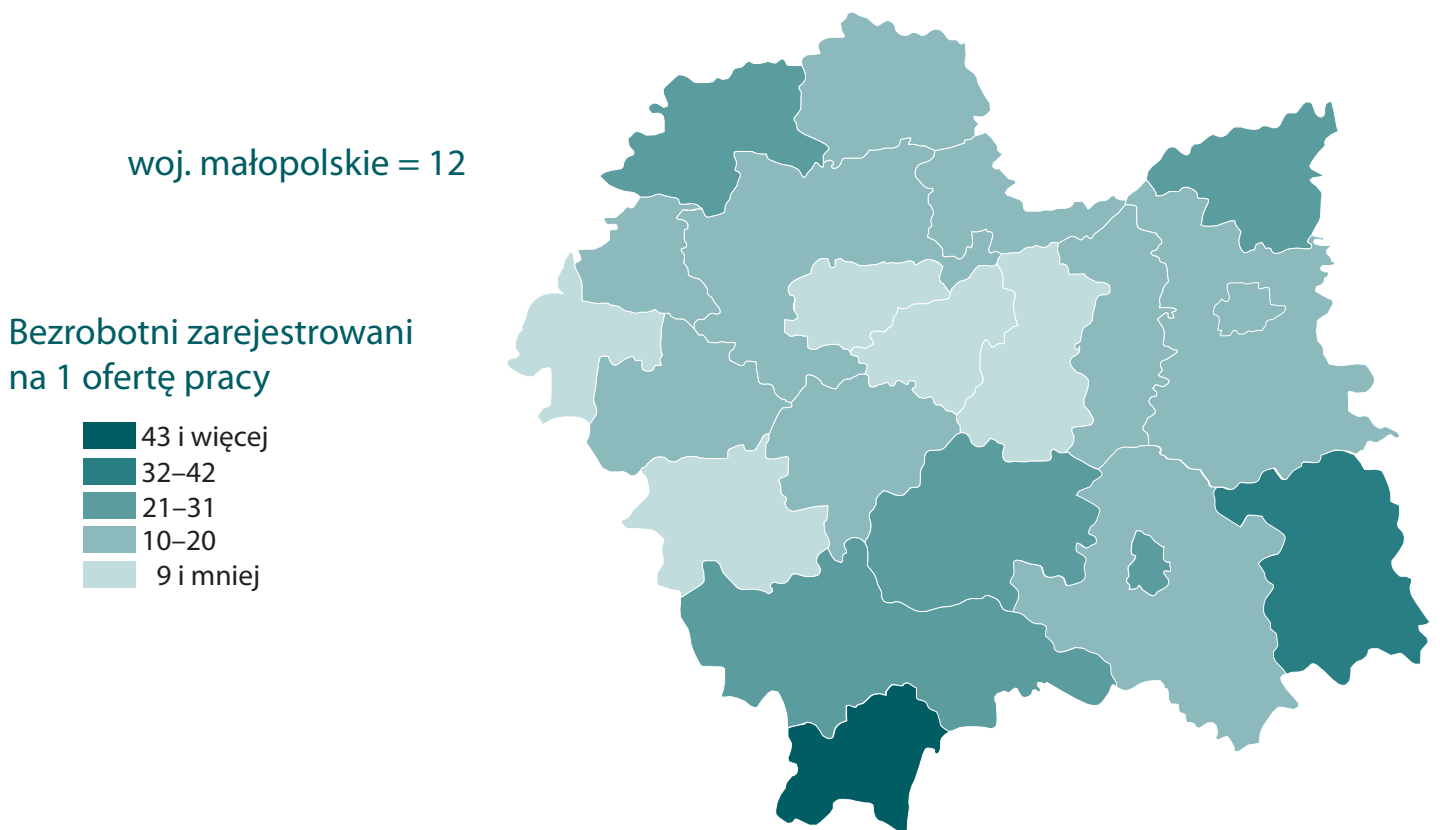 woj. małopolskie = 12
Bezrobotni zarejestrowani
na 1 ofertę pracy
43 i więcej
32–42
21–31
10–20
9 i mniej